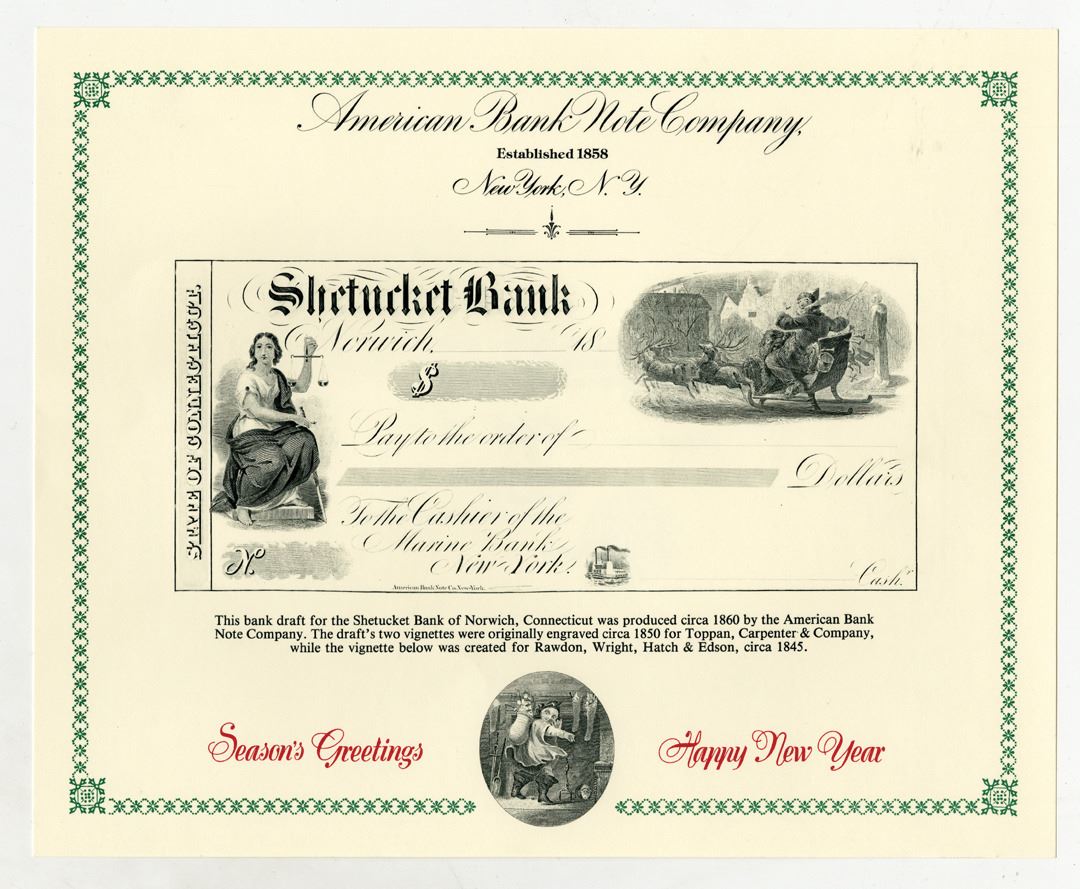 American Bank Note Company,
Established 1858
New York, N. Y.
STATE OF CONNECTICUT.
Shetucket Bank
Norwich, 18
$
Pay to the order of
Dollars
To the Cashier of the
Marine Bank
New-York.
No
Cashr
American Bank Note Co. New-York.
This bank draft for the Shetucket Bank of Norwich, Connecticut was produced circa 1860 by the American Bank
Note Company. The draft's two vignettes were originally engraved circa 1850 for Toppan, Carpenter & Company,
while the vignette below was created for Rawdon, Wright, Hatch & Edson, circa 1845.
Season's Greetings
Happy New Year